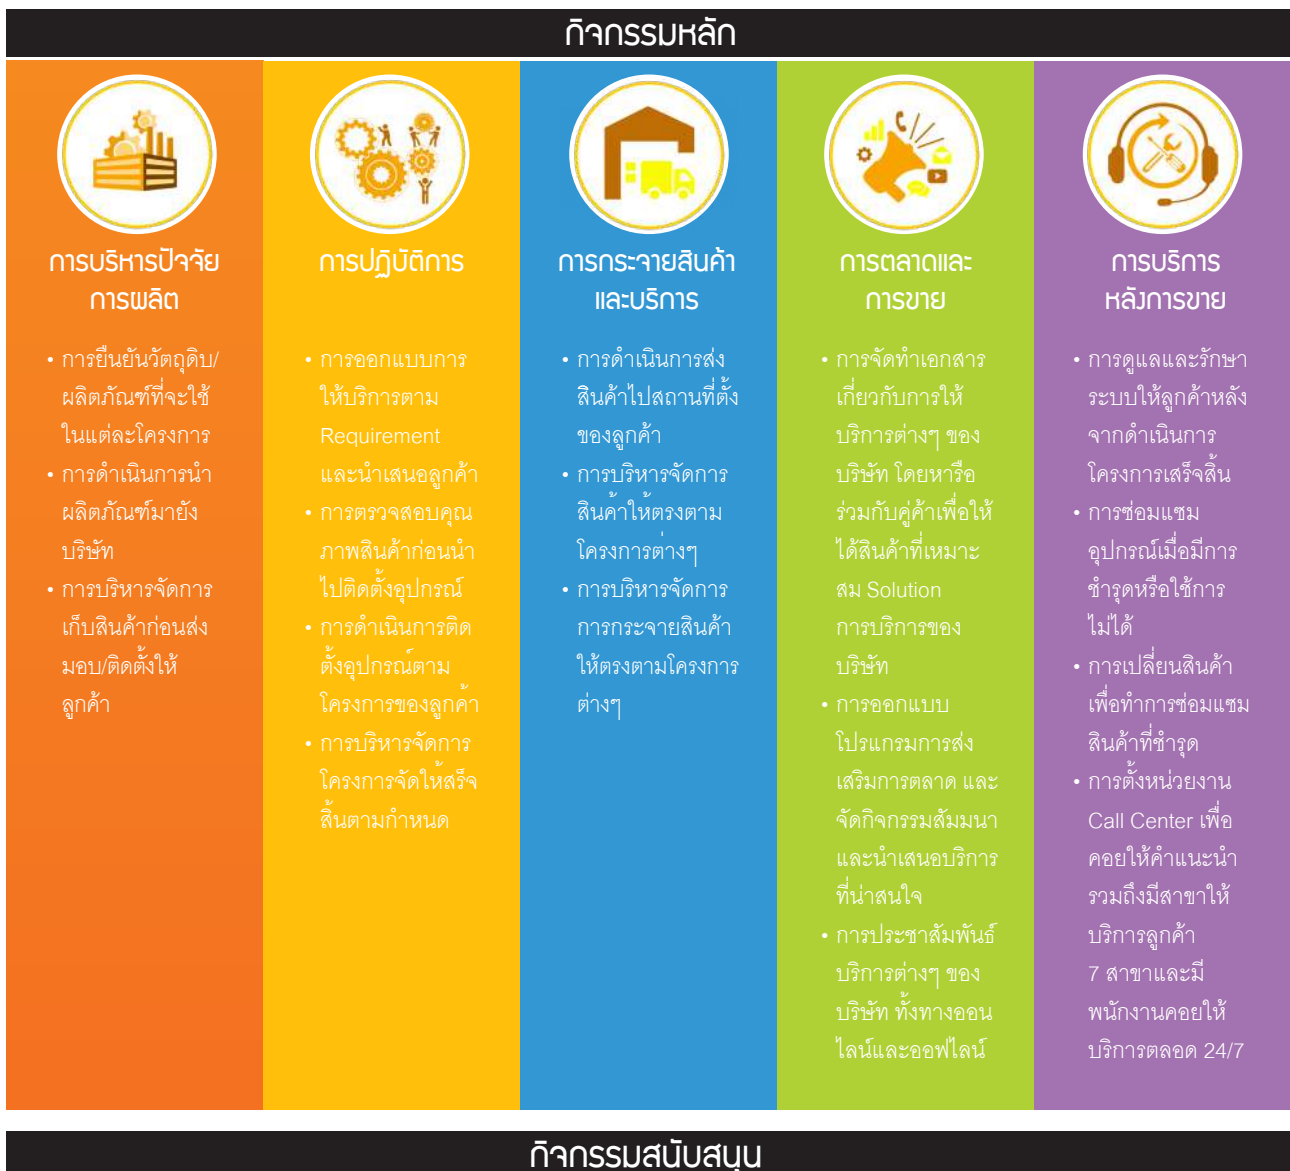 กิจกรรมหลัก
การบริหารปัจจัย
การผลิต
• การยืนยันวัตถุดิบ/
ผลิตภัณฑ์ที่จะใช้
ในแต่ละโครงการ
• การดำเนินการนำ
ผลิตภัณฑ์มายัง
บริษัท
• การบริหารจัดการ
เก็บสินค้าก่อนส่ง
มอบ/ติดตั้งให้
ลูกค้า
การปฏิบัติการ
• การออกแบบการ
ให้บริการตาม
Requirement
และนำเสนอลูกค้า
• การตรวจสอบคุณ
ภาพสินค้าก่อนนำ
ไปติดตั้งอุปกรณ์
• การดำเนินการติด
ตั้งอุปกรณ์ตาม
โครงการของลูกค้า
• การบริหารจัดการ
โครงการจัดให้สร็จ
สิ้นตามกำหนด
การกระจายสินค้า
และบริการ
• การดำเนินการส่ง
สินค้าไปสถานที่ตั้ง
ของลูกค้า
• การบริหารจัดการ
สินค้าให้ตรงตาม
โครงการต่างๆ
• การบริหารจัดการ
การกระจายสินค้า
ให้ตรงตามโครงการ
ต่างๆ
การตลาดและ
การขาย
• การจัดทำเอกสาร
เกี่ยวกับการให้
บริการต่างๆ ของ
บริษัท โดยหารือ
ร่วมกับคู่ค้าเพื่อให้
ได้สินค้าที่เหมาะ
สม Solution
การบริการของ
บริษัท
• การออกแบบ
โปรแกรมการส่ง
เสริมการตลาด และ
จัดกิจกรรมสัมมนา
และนำเสนอบริการ
ที่น่าสนใจ
• การประชาสัมพันธ์
บริการต่างๆ ของ
บริษัท ทั้งทางออน
ไลน์และออฟไลน์
การบริการ
หลังการขาย
• การดูแลและรักษา
ระบบให้ลูกค้าหลัง
จากดำเนินการ
โครงการเสร็จสิ้น
• การซ่อมแซม
อุปกรณ์เมื่อมีการ
ชำรุดหรือใช้การ
ไม่ได้
• การเปลี่ยนสินค้า
เพื่อทำการซ่อมแซม
สินค้าที่ชำรุด
• การตั้งหน่วยงาน
Call Center เพื่อ
คอยให้คำแนะนำ
รวมถึงมีสาขาให้
บริการลูกค้า
7 สาขาและมี
พนักงานคอยให้
บริการตลอด 24/7
กิจกรรมสนับสนุน